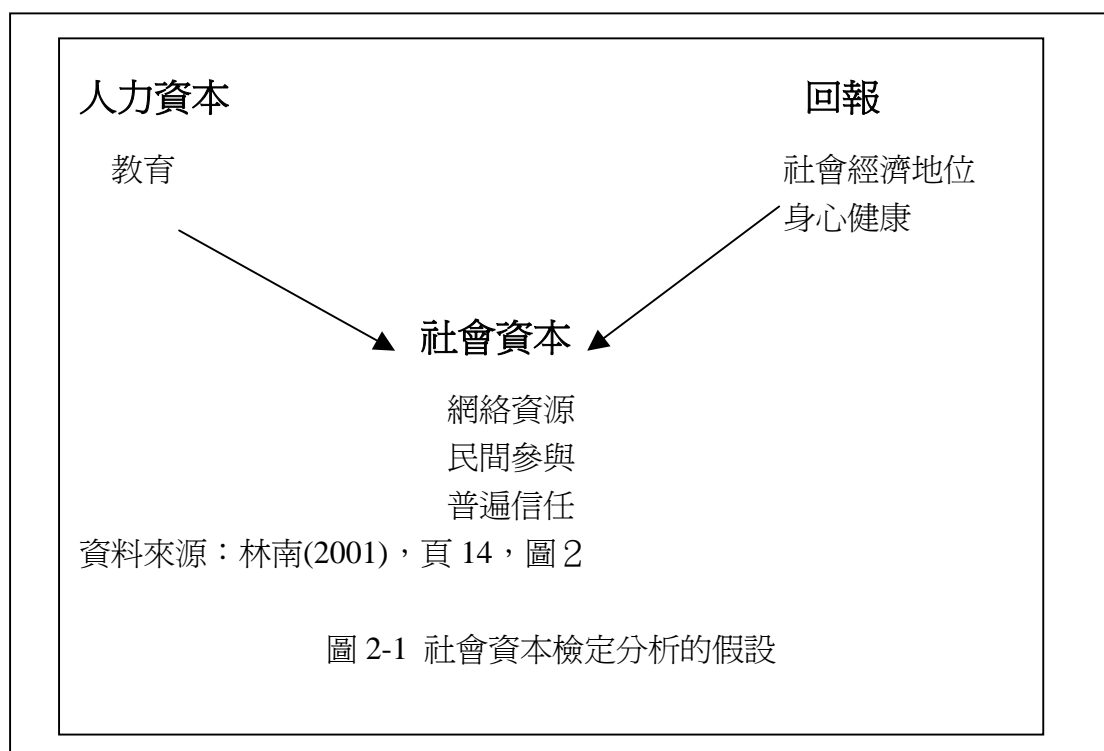 人力資本
回報
教育
社會經濟地位
身心健康
社會資本
網絡資源
民間參與
普遍信任
資料來源：林南(2001)，頁 14，圖２
圖 2-1 社會資本檢定分析的假設